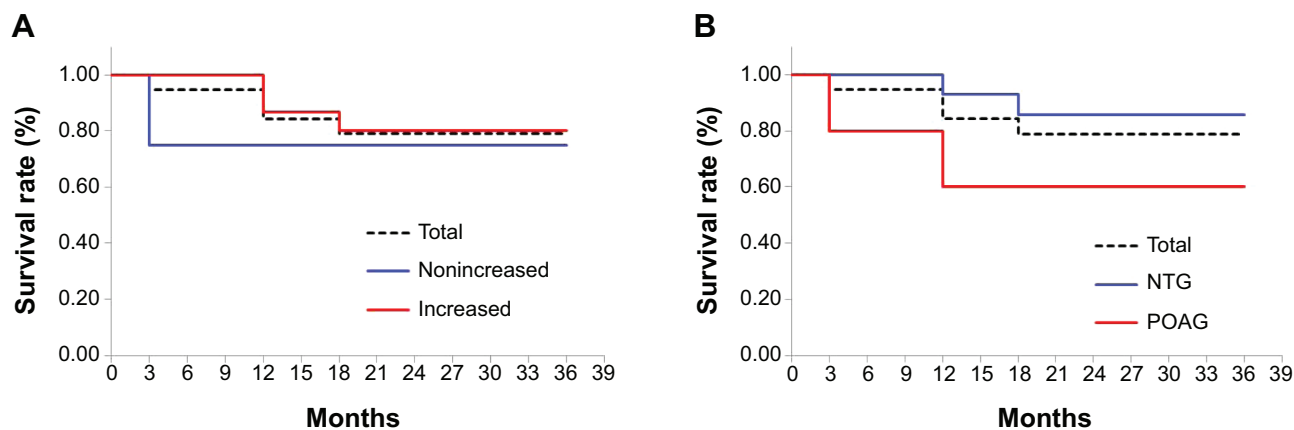 A
Survival rate (%)
1.00
0.80
0.60
0.40
0.20
0.00
Total
Nonincreased
Increased
0 3 6 9 12 15 18 21 24 27 30 33 36 39
Months
B
Survival rate (%)
1.00
0.80
0.60
0.40
0.20
0.00
Total
NTG
POAG
0 3 6 9 12 15 18 21 24 27 30 33 36 39
Months